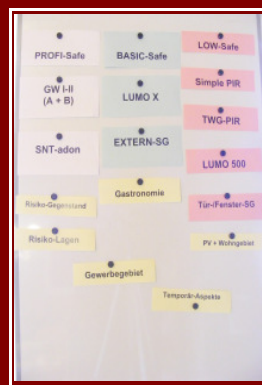 PROFI-Safe
BASIC-Safe
LOW-Safe
GW I-II
(A + B)
LUMO X
Simple PIR
TWG-PIR
SNT-adon
EXTERN-SG
LUMO 500
Gastronomie
Risiko-Gegenstand
Tür-/Fenster-SG
Risiko-Lagen
PV + Wohngebiet
Gewerbegebiet
Temporär-Aspekte